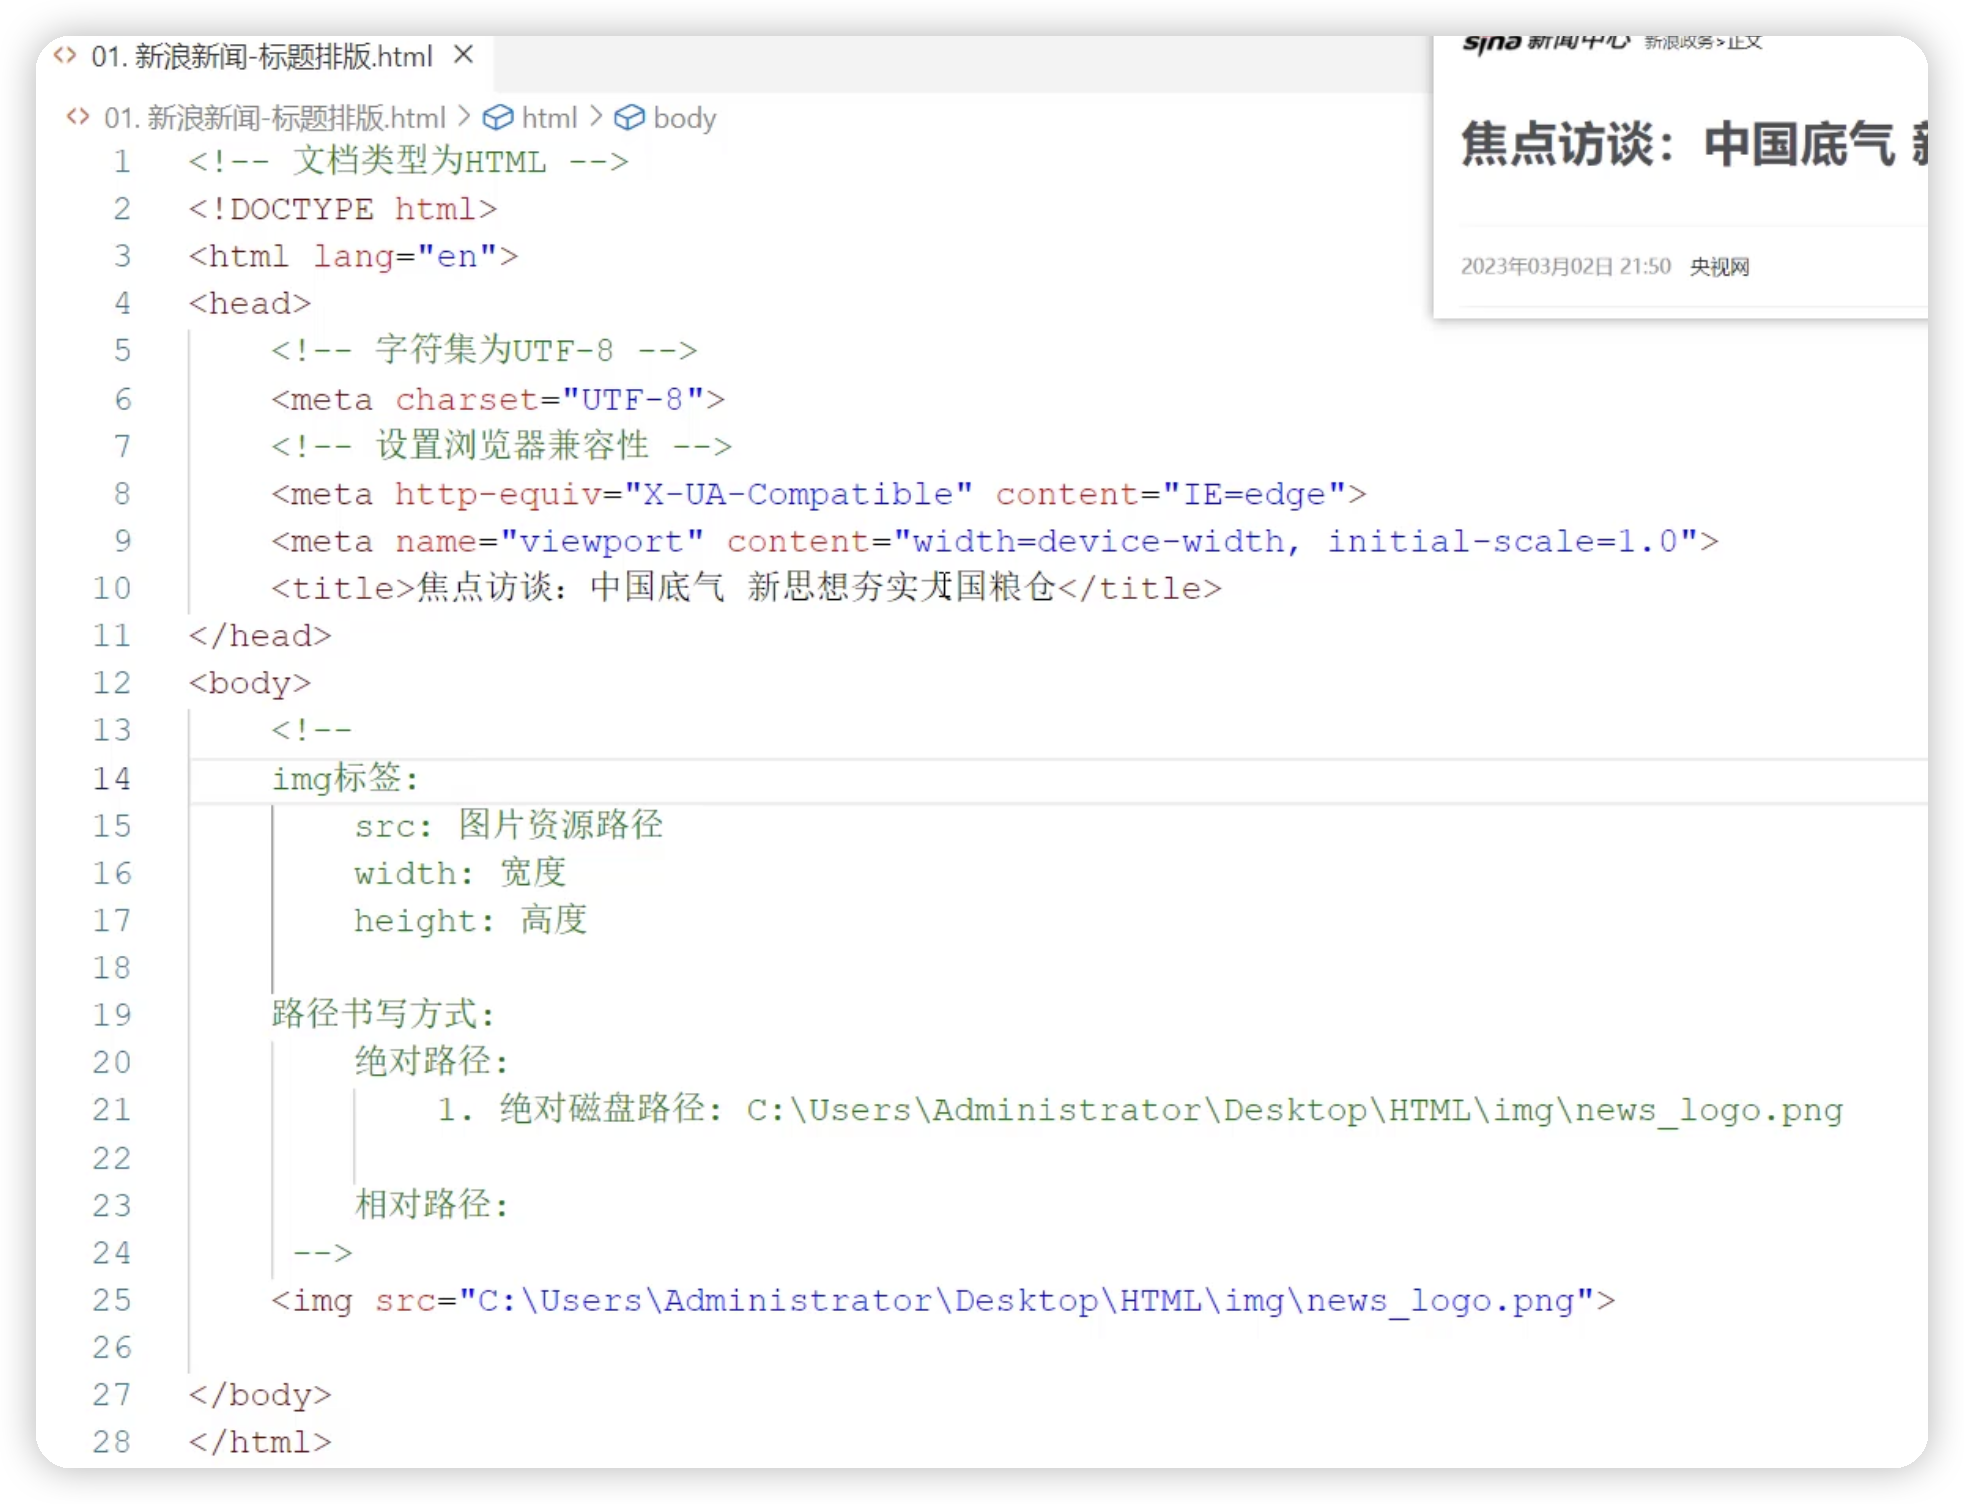 01. 新浪新闻-标题排版.html
01. 新浪新闻-标题排版.html > html > body
1 <!-- 文档类型为HTML -->
2 <!DOCTYPE html>
3 <html lang="en">
4 <head>
5 <!-- 字符集为UTF-8 -->
6 <meta charset="UTF-8">
7 <!-- 设置浏览器兼容性 -->
8 <meta http-equiv="X-UA-Compatible" content="IE=edge">
9 <meta name="viewport" content="width=device-width, initial-scale=1.0">
10 <title>焦点访谈：中国底气 新思想夯实大国粮仓</title>
11 </head>
12 <body>
13 <!--
14 img标签:
15 src: 图片资源路径
16 width: 宽度
17 height: 高度
18
19 路径书写方式:
20 绝对路径:
21 1. 绝对磁盘路径: C:\Users\Administrator\Desktop\HTML\img\news_logo.png
22
23 相对路径:
24 -->
25 <img src="C:\Users\Administrator\Desktop\HTML\img\news_logo.png">
26
27 </body>
28 </html>
sina 新闻中心 新浪政务>正文
焦点访谈：中国底气
2023年03月02日 21:50 央视网